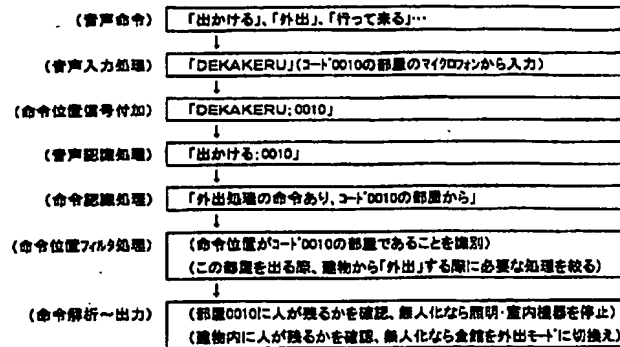 (音声命令) 「出かける」、「外出」、「行って来る」…
↓
(音声入力処理) 「DEKAKERU」(コード0010の部屋のマイクロフォンから入力)
↓
(命令位置信号付加) 「DEKAKERU;0010」
↓
(音声認識処理) 「出かける;0010」
↓
(命令認識処理) 「外出処理の命令あり、コード0010の部屋から」
↓
(命令位置フィルタ処理) (命令位置がコード0010の部屋であることを識別)
(この部屋を出る際、建物から「外出」する際に必要な処理を絞る)
↓
(命令解析~出力) (部屋0010に人が残るかを確認、無人化なら照明・室内機器を停止)
(建物内に人が残るかを確認、無人化なら全館を外出モードに切換え)